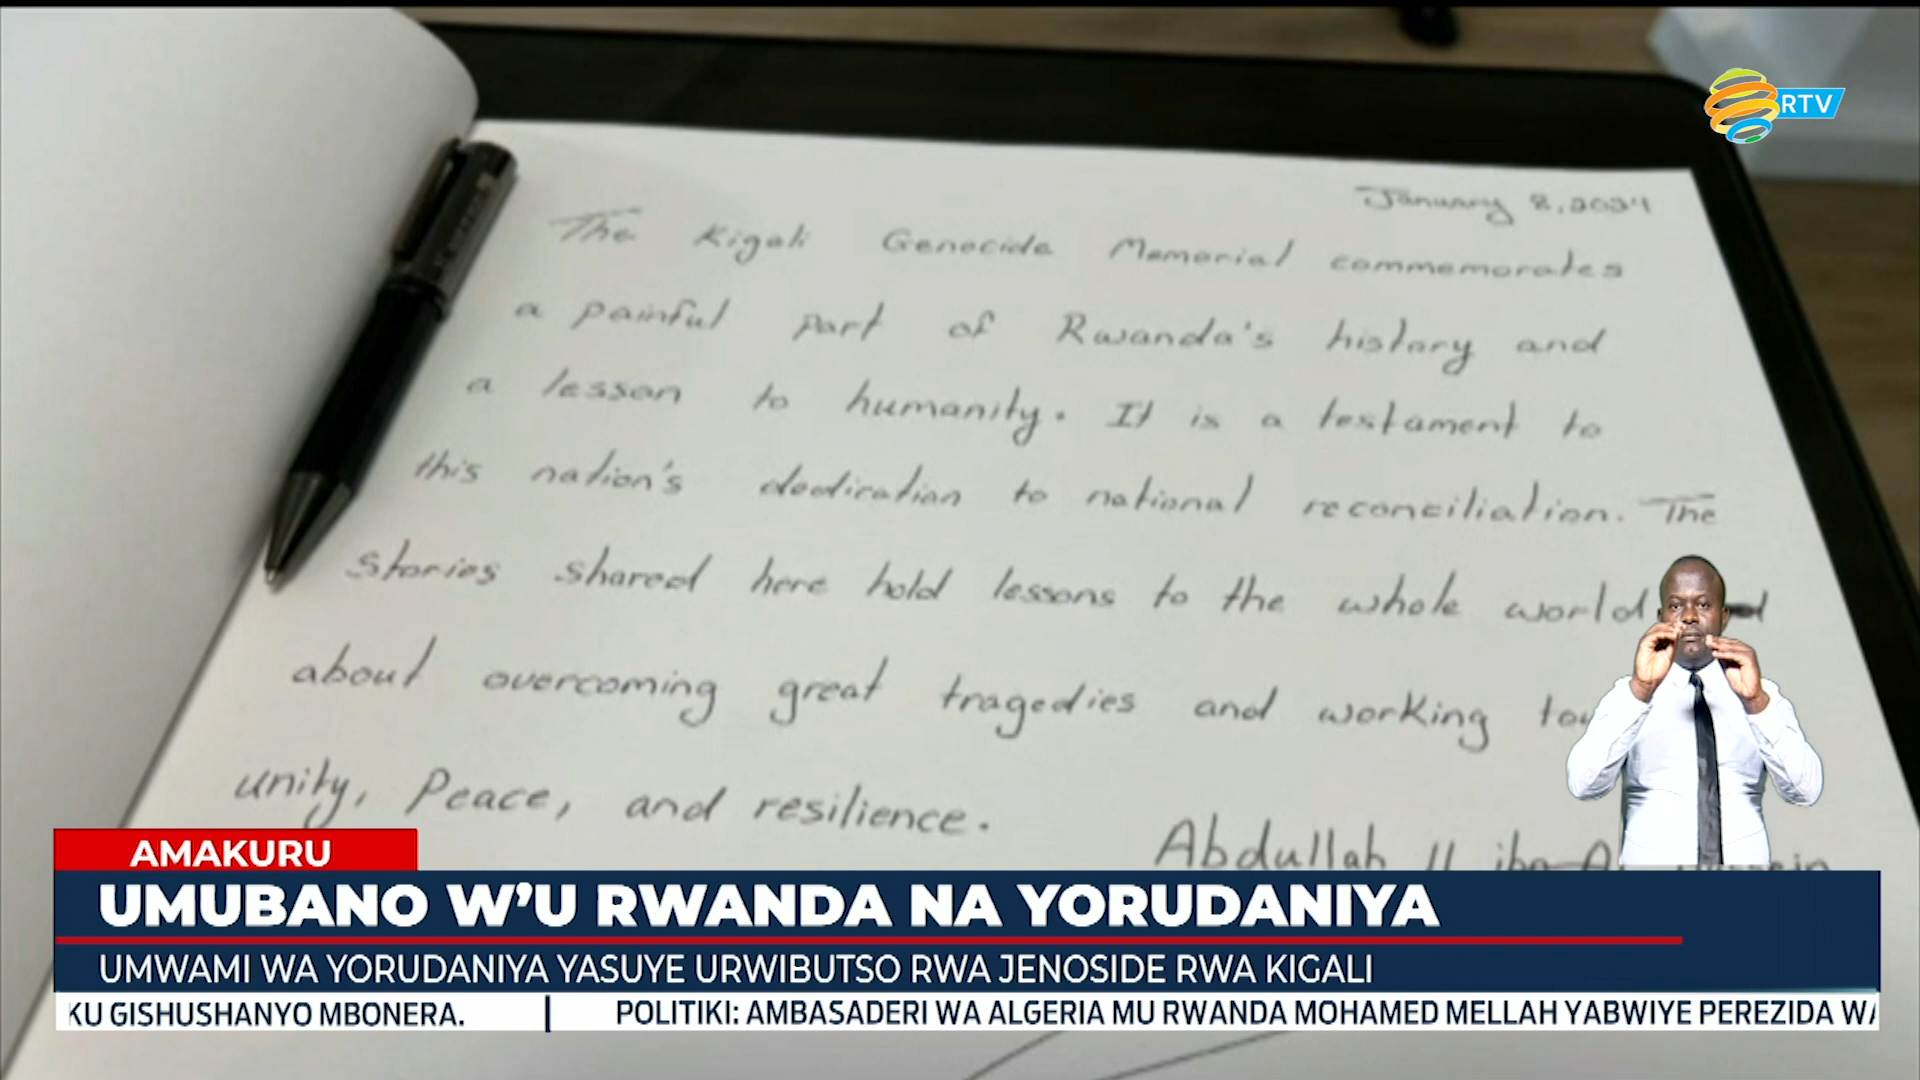 RTV
January 8, 2024
The Kigali Genocide Memorial commemorates
a painful part of Rwanda's history and
a lesson to humanity. It is a testament to
this nation's dedication to national reconciliation. The
stories shared here hold lessons to the whole world
about overcoming great tragedies and working
unity, Peace, and resilience.
Abdullah II ibn
AMAKURU
UMUBANO W'U RWANDA NA YORUDANIYA
UMWAMI WA YORUDANIYA YASUYE URWIBUTSO RWA JENOSIDE RWA KIGALI
KU GISHUSHANYO MBONERA. | POLITIKI: AMBASADERI WA ALGERIA MU RWANDA MOHAMED MELLAH YABWIYE PEREZIDA WA